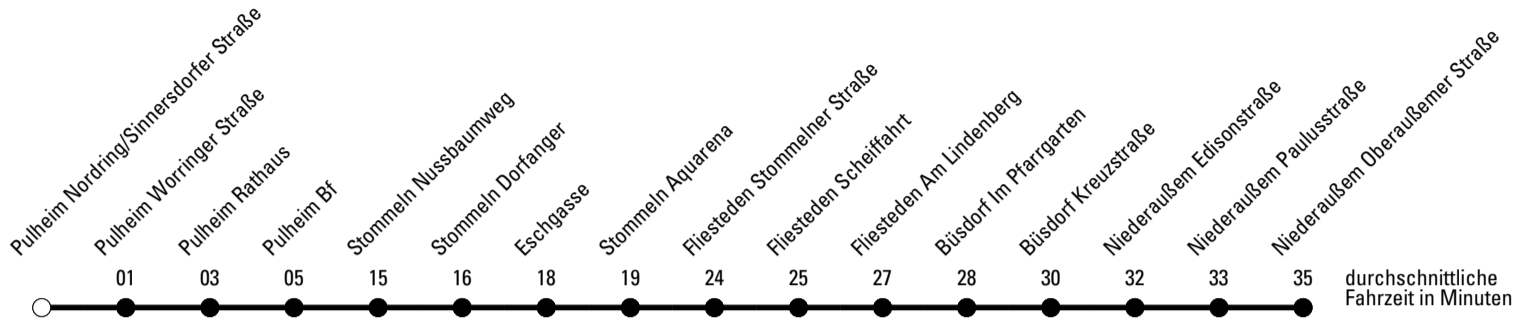 Pulheim Nordring/Sinnersdorfer Straße
Pulheim Worringer Straße
Pulheim Rathaus
Pulheim Bf
Stommeln Nussbaumweg
Stommeln Dorfanger
Eschgasse
Stommeln Aquarena
Fliesteden Stommelner Straße
Fliesteden Scheiffahrt
Fliesteden Am Lindenberg
Büsdorf Im Pfarrgarten
Büsdorf Kreuzstraße
Niederaußem Edisonstraße
Niederaußem Paulusstraße
Niederaußem Oberaußemer Straße
01 03 05 15 16 18 19 24 25 27 28 30 32 33 35
durchschnittliche
Fahrzeit in Minuten